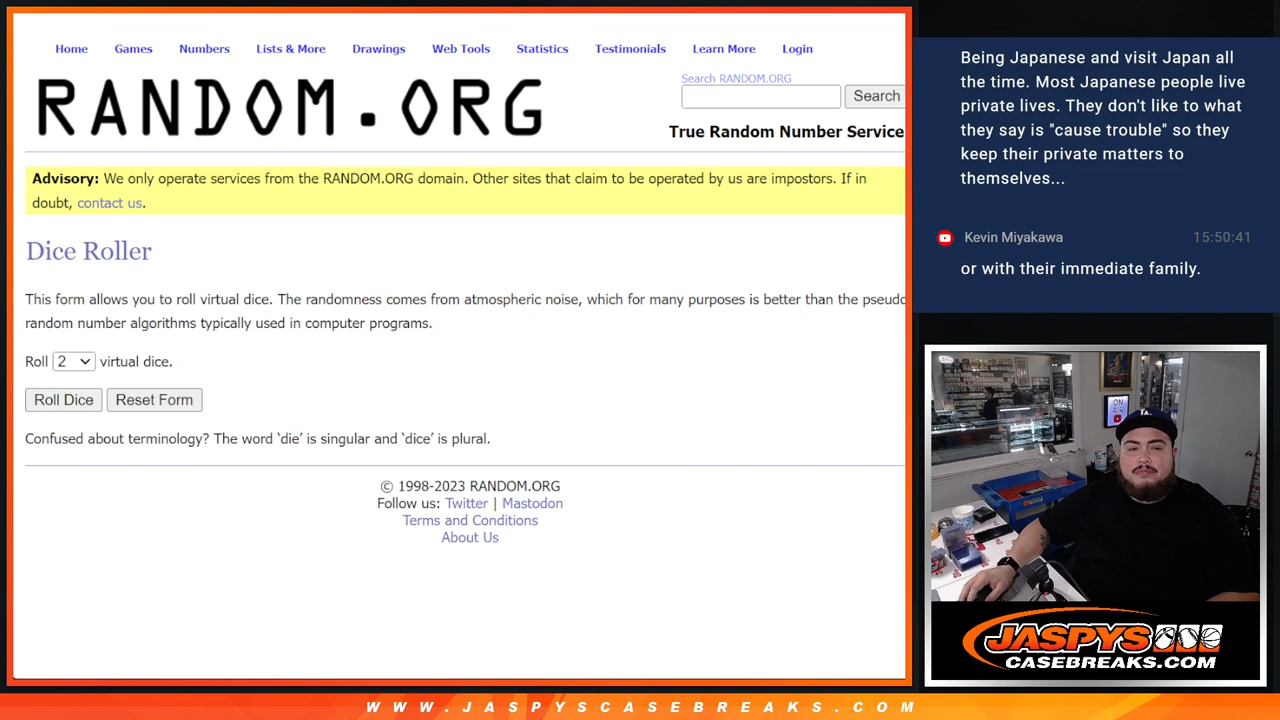 Home Games Numbers Lists & More Drawings Web Tools Statistics Testimonials Learn More Login
RANDOM.ORG
Search RANDOM.ORG
Search
True Random Number Service
Advisory: We only operate services from the RANDOM.ORG domain. Other sites that claim to be operated by us are impostors. If in
doubt, contact us.
Dice Roller
This form allows you to roll virtual dice. The randomness comes from atmospheric noise, which for many purposes is better than the pseudo
random number algorithms typically used in computer programs.
Roll 2 virtual dice.
Roll Dice Reset Form
Confused about terminology? The word ‘die’ is singular and ‘dice’ is plural.
© 1998-2023 RANDOM.ORG
Follow us: Twitter | Mastodon
Terms and Conditions
About Us
Being Japanese and visit Japan all
the time. Most Japanese people live
private lives. They don't like to what
they say is "cause trouble" so they
keep their private matters to
themselves...
Kevin Miyakawa 15:50:41
or with their immediate family.
ON
AIR
JASPYS
CASEBREAKS.COM
WWW.JASPYSCASEBREAKS.COM